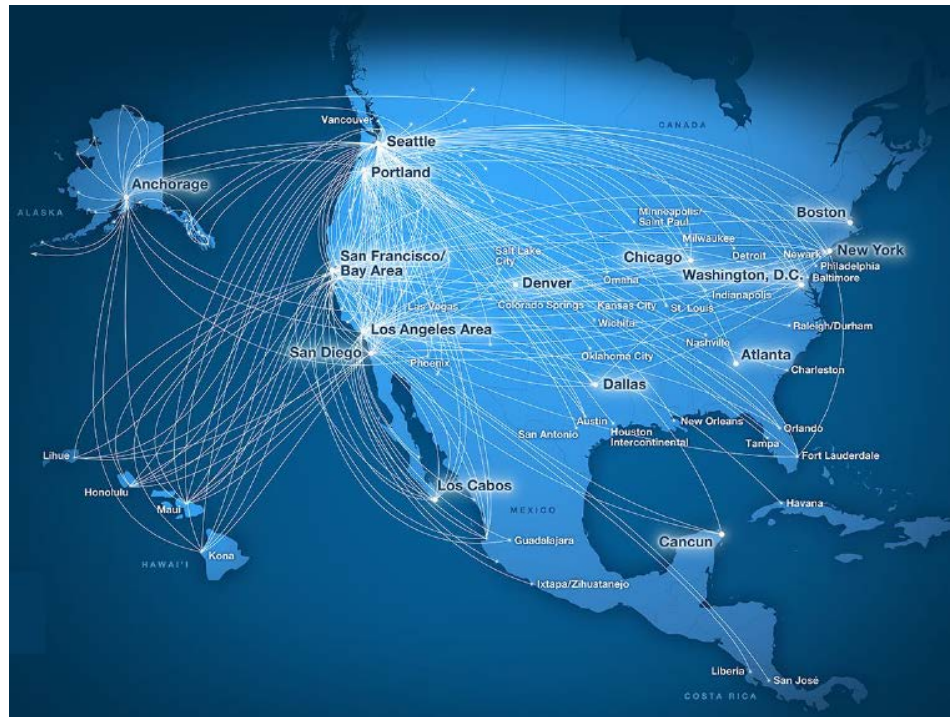 Vancouver
Seattle
Portland
CANADA
Anchorage
ALASKA
Minneapolis/
Saint Paul
Boston
Milwaukee
San Francisco/
Bay Area
Salt Lake
City
Chicago
Detroit
Newark
New York
Philadelphia
Washington, D.C.
Baltimore
Denver
Omaha
Indianapolis
Las Vegas
Colorado Springs
Kansas City
St. Louis
Los Angeles Area
Wichita
Raleigh/Durham
San Diego
Phoenix
Oklahoma City
Nashville
Atlanta
Charleston
Dallas
Austin
San Antonio
Houston
Intercontinental
New Orleans
Orlando
Tampa
Fort Lauderdale
Lihue
Honolulu
Maui
Kona
HAWAI'I
Los Cabos
MEXICO
Havana
Guadalajara
Cancun
Ixtapa/Zihuatanejo
Liberia
San José
COSTA RICA